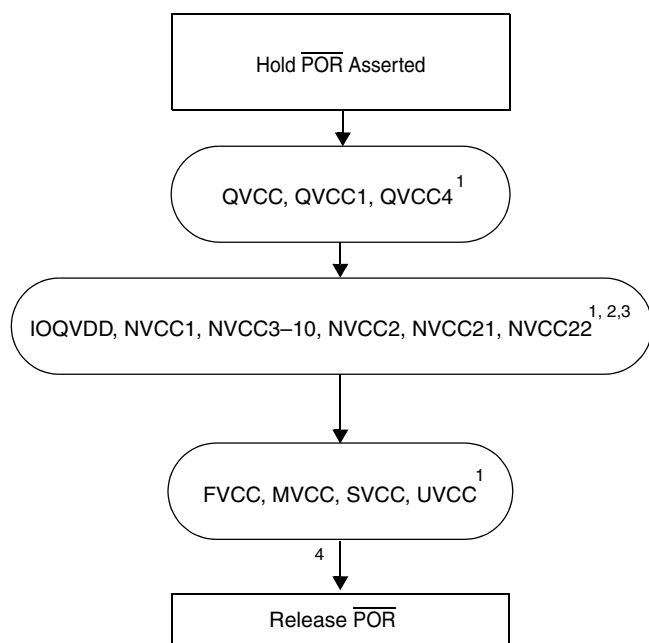 Hold POR Asserted
QVCC, QVCC1, QVCC4 1
IOQVDD, NVCC1, NVCC3–10, NVCC2, NVCC21, NVCC22 1, 2,3
FVCC, MVCC, SVCC, UVCC 1
4
Release POR